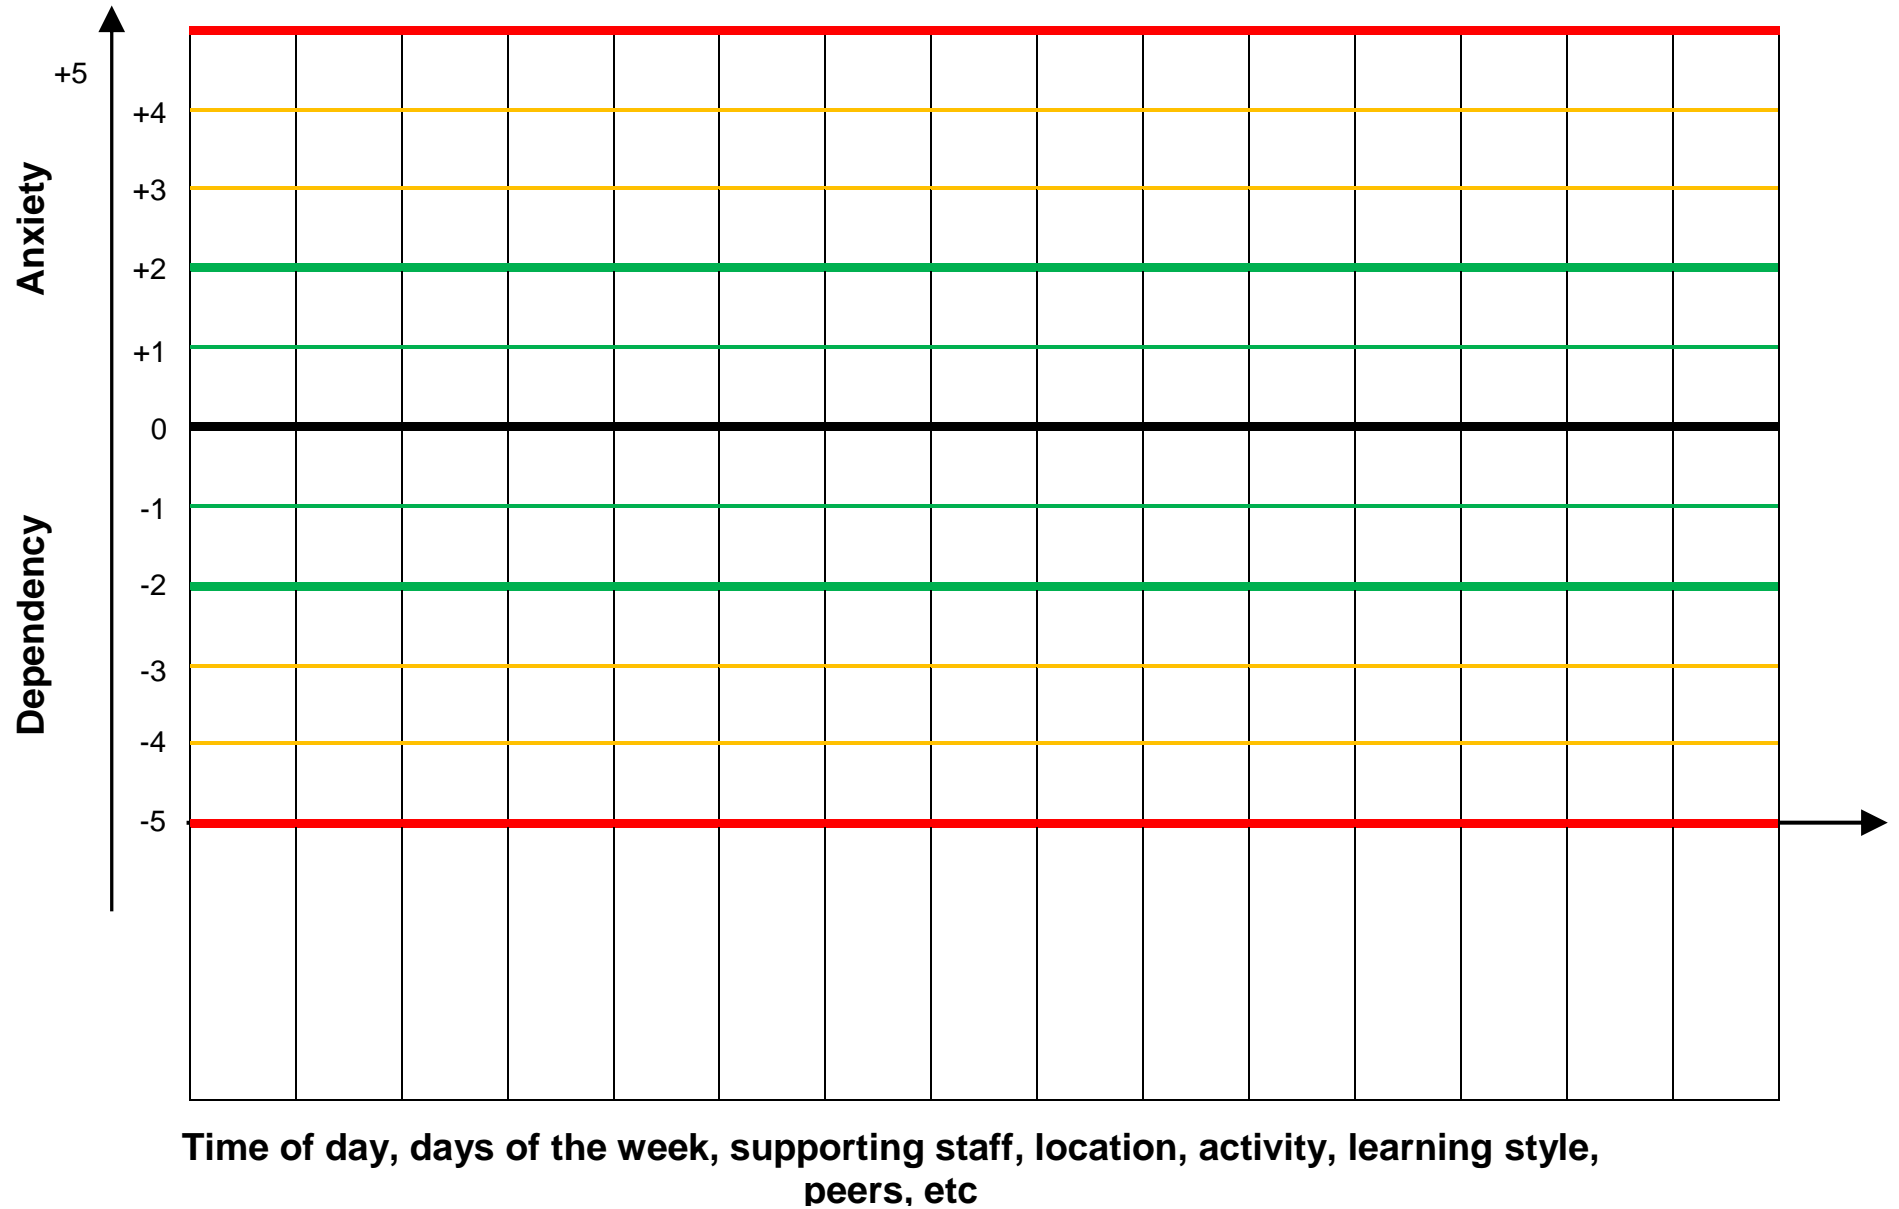 +5
+4
+3
Anxiety
+2
+1
0
-1
-2
Dependency
-3
-4
-5
Time of day, days of the week, supporting staff, location, activity, learning style,
peers, etc